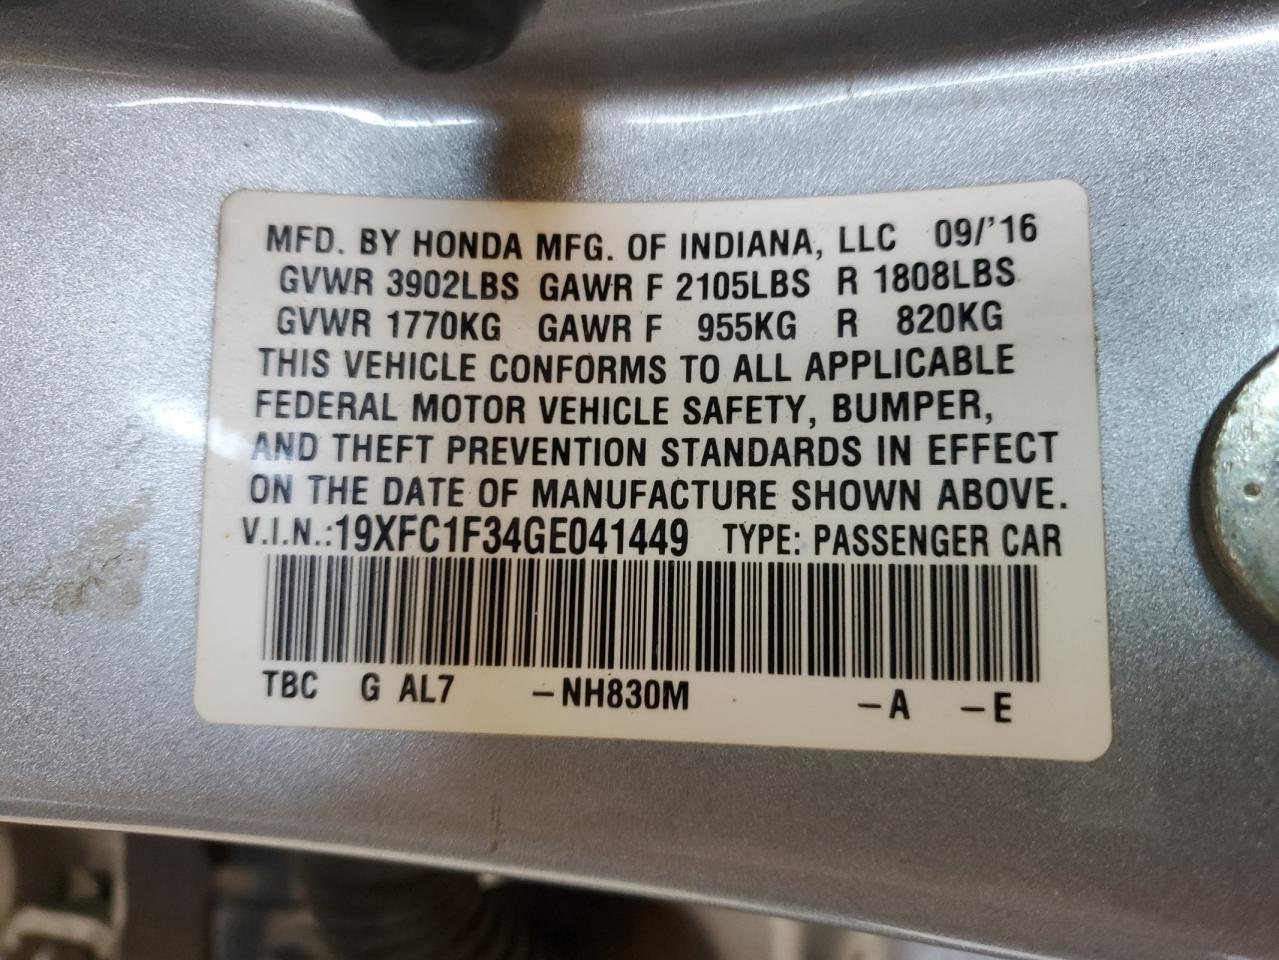 MFD. BY HONDA MFG. OF INDIANA, LLC 09/'16
GVWR 3902LBS GAWR F 2105LBS R 1808LBS
GVWR 1770KG GAWR F 955KG R 820KG
THIS VEHICLE CONFORMS TO ALL APPLICABLE
FEDERAL MOTOR VEHICLE SAFETY, BUMPER,
AND THEFT PREVENTION STANDARDS IN EFFECT
ON THE DATE OF MANUFACTURE SHOWN ABOVE.
V.I.N.:19XFC1F34GE041449 TYPE: PASSENGER CAR
TBC G AL7 –NH830M –A –E